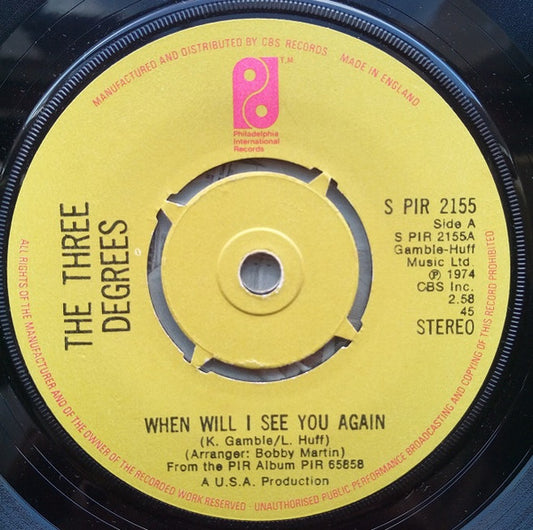 MANUFACTURED AND DISTRIBUTED BY CBS RECORDS
MADE IN ENGLAND
T.M.
Philadelphia
International
Records
THE THREE
DEGREES
S PIR 2155
Side A
S PIR 2155A
Gamble-Huff
Music Ltd.
℗ 1974
CBS Inc.
2.58
45
STEREO
WHEN WILL I SEE YOU AGAIN
(K. Gamble/L. Huff)
(Arranger: Bobby Martin)
From the PIR Album PIR 65858
A U.S.A. Production
ALL RIGHTS OF THE MANUFACTURER AND OF THE OWNER OF THE RECORDED WORK RESERVED · UNAUTHORISED PUBLIC PERFORMANCE BROADCASTING AND COPYING OF THIS RECORD PROHIBITED